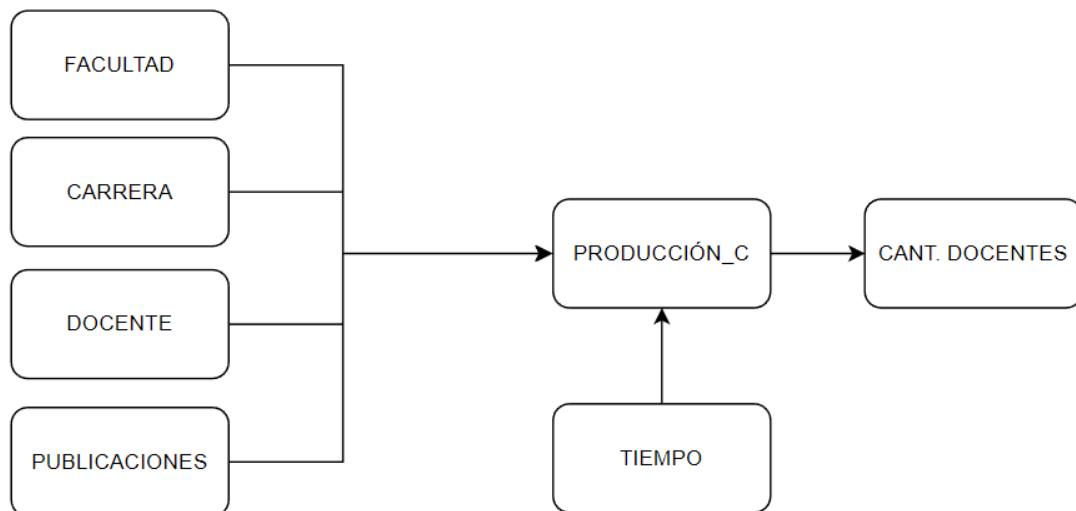 FACULTAD
CARRERA
DOCENTE
PUBLICACIONES
PRODUCCIÓN_C
CANT. DOCENTES
TIEMPO